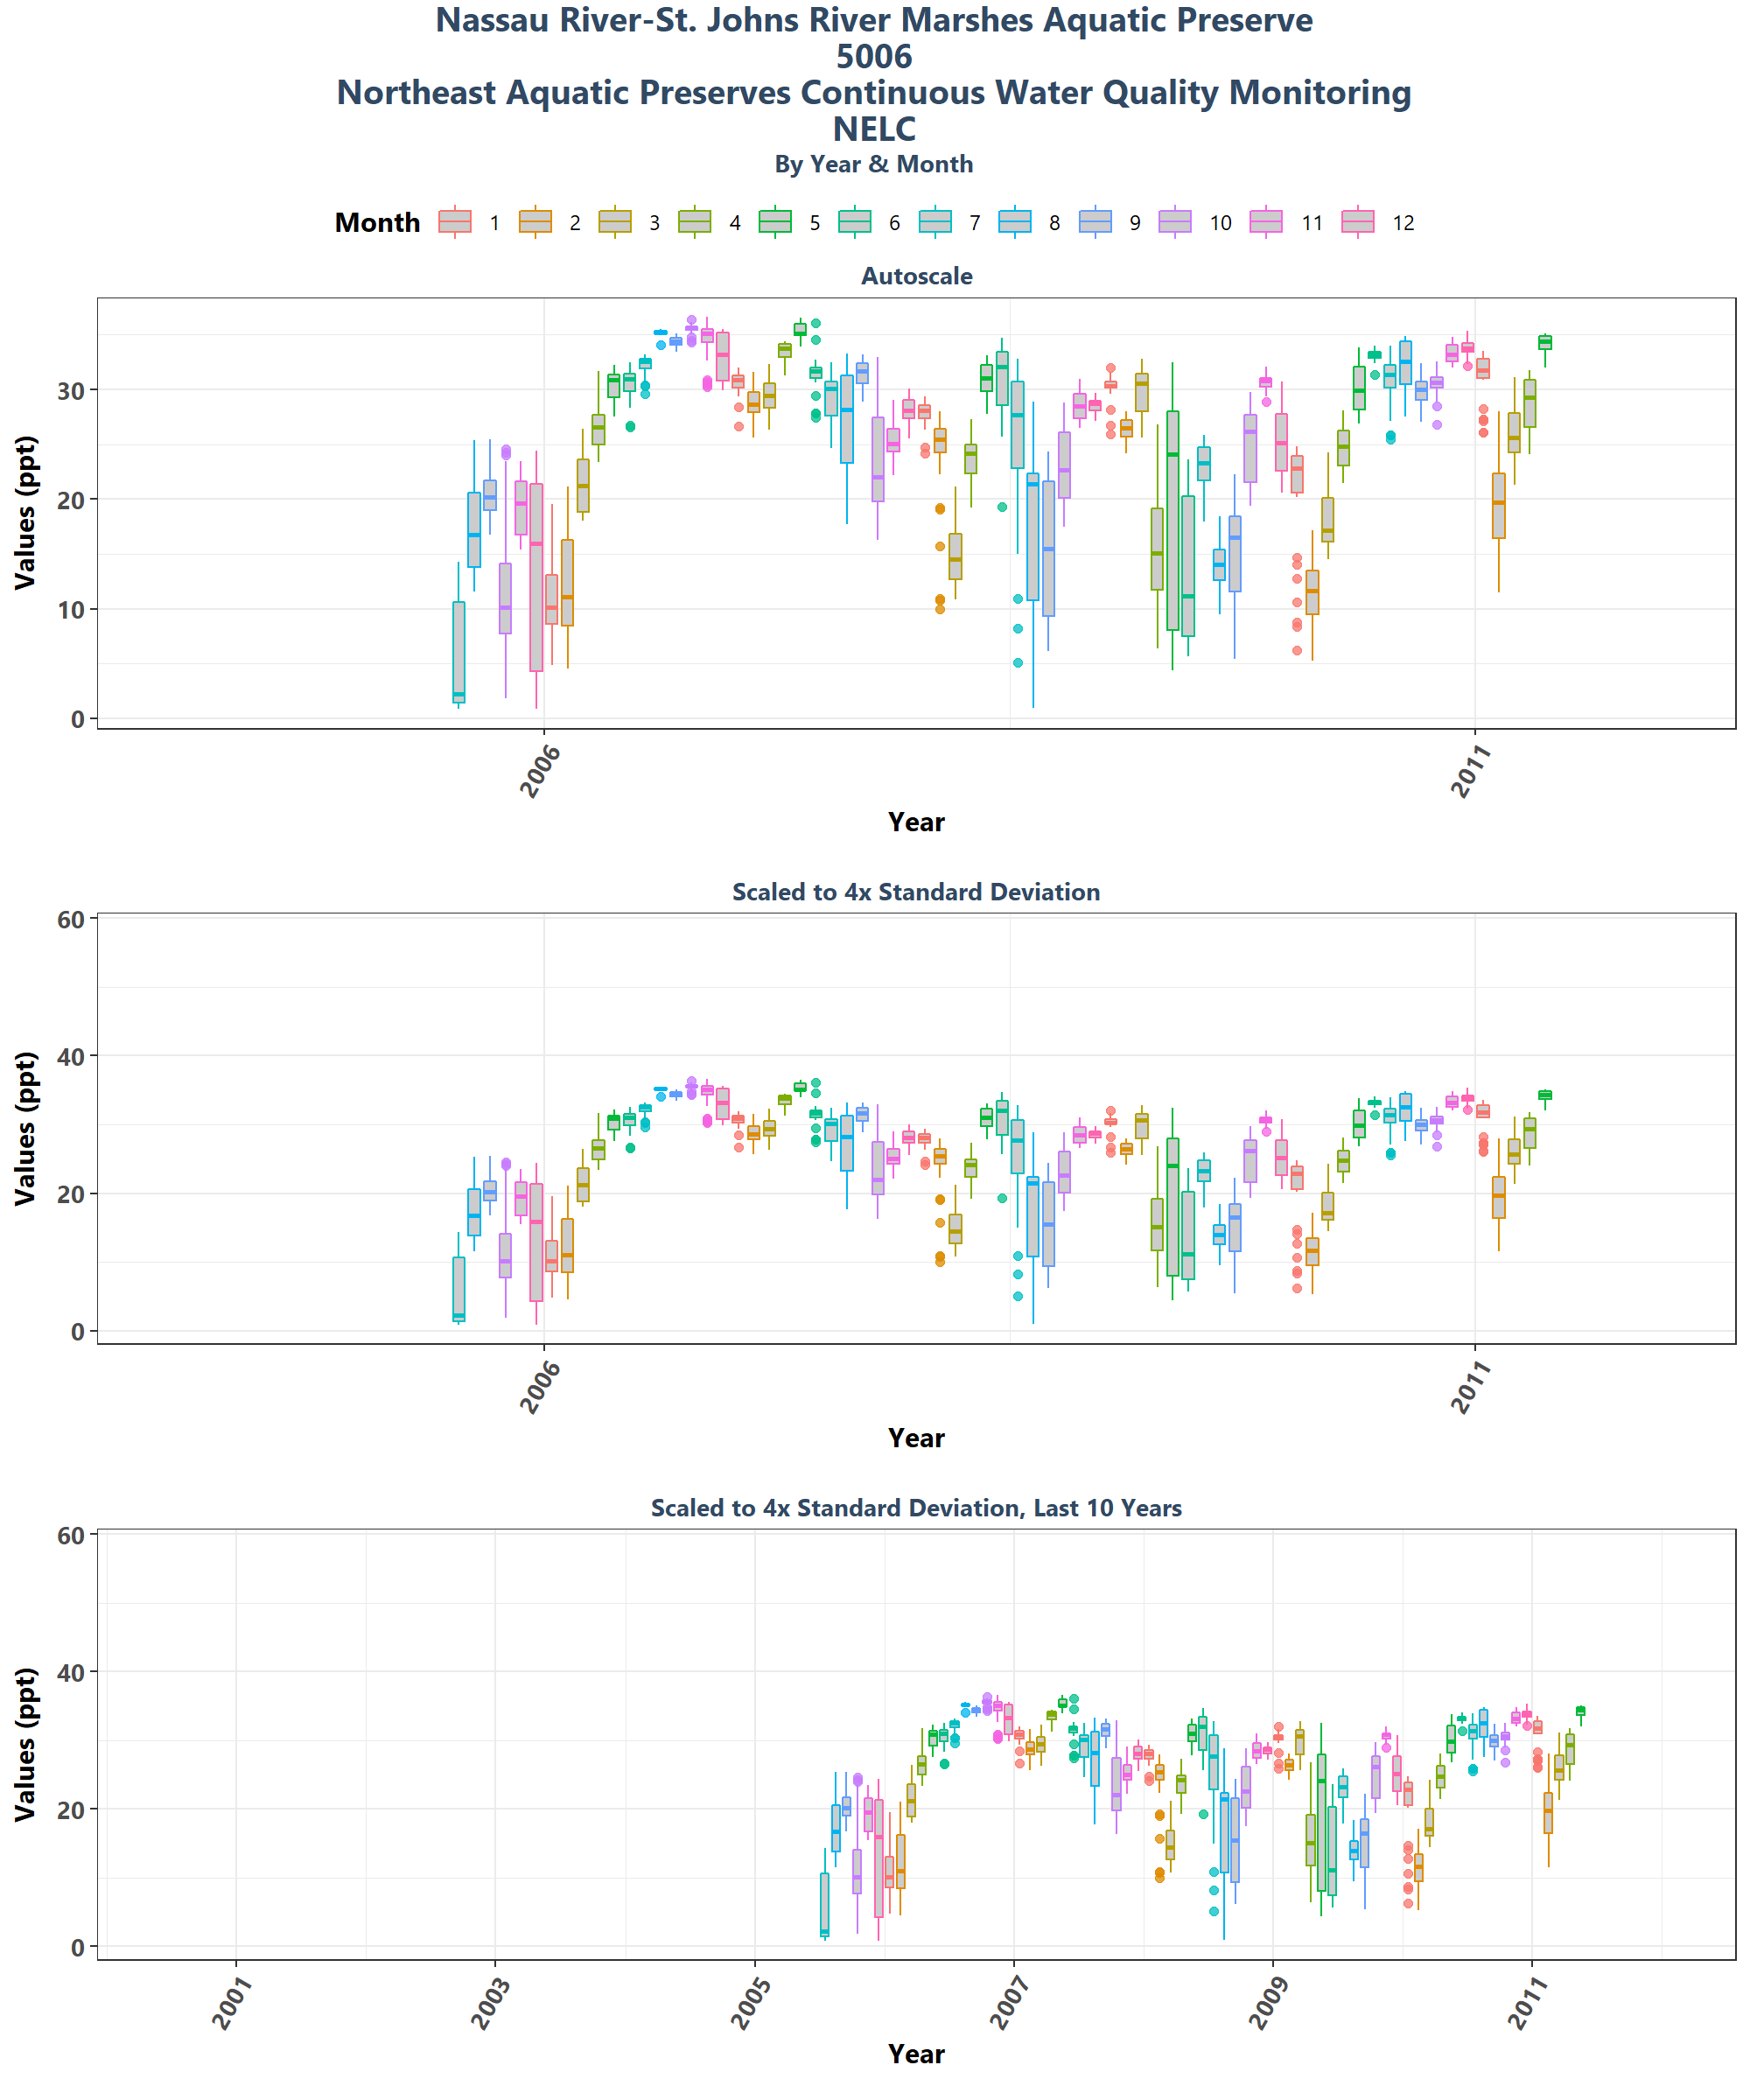 Nassau River-St. Johns River Marshes Aquatic Preserve
5006
Northeast Aquatic Preserves Continuous Water Quality Monitoring
NELC
By Year & Month
Month 1 2 3 4 5 6 7 8 9 10 11 12
Autoscale
Values (ppt)
30
20
10
0
2006 2011
Year
Scaled to 4x Standard Deviation
Values (ppt)
60
40
20
0
2006 2011
Year
Scaled to 4x Standard Deviation, Last 10 Years
Values (ppt)
60
40
20
0
2001 2003 2005 2007 2009 2011
Year